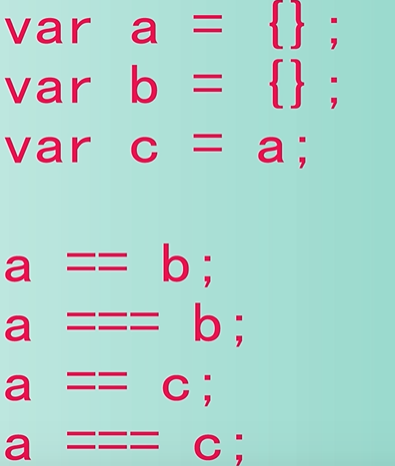 var a = {};
var b = {};
var c = a;
a == b;
a === b;
a == c;
a === c;